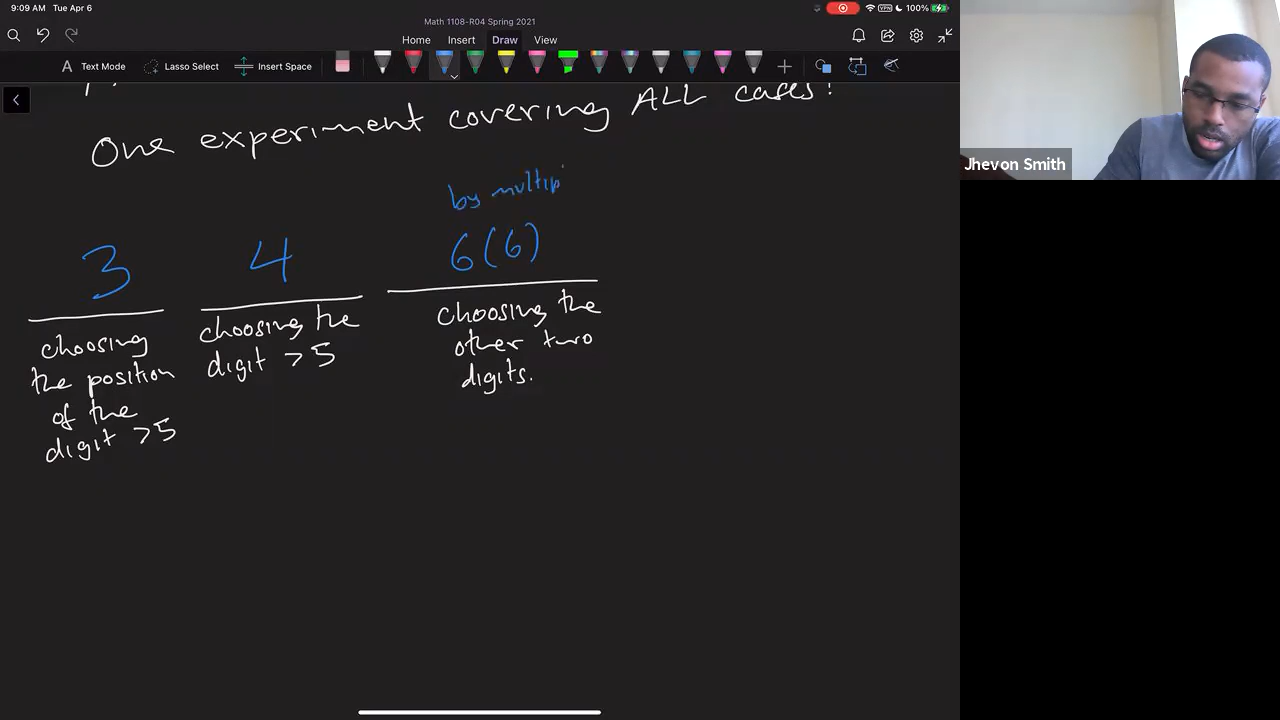 9:09 AM Tue Apr 6
100%
VPN
Math 1108-R04 Spring 2021
Home Insert Draw View
Text Mode Lasso Select Insert Space
One experiment covering ALL cases!
by multip
3 4 6(6)
choosing the position of the digit >5
choosing the digit >5
choosing the other two digits.
Jhevon Smith